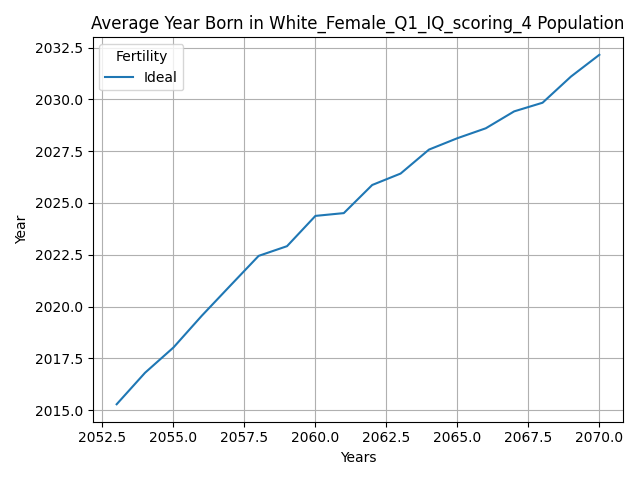 Average Year Born in White_Female_Q1_IQ_scoring_4 Population
Fertility
Ideal
2032.5
2030.0
2027.5
2025.0
2022.5
2020.0
2017.5
2015.0
Year
2052.5 2055.0 2057.5 2060.0 2062.5 2065.0 2067.5 2070.0
Years